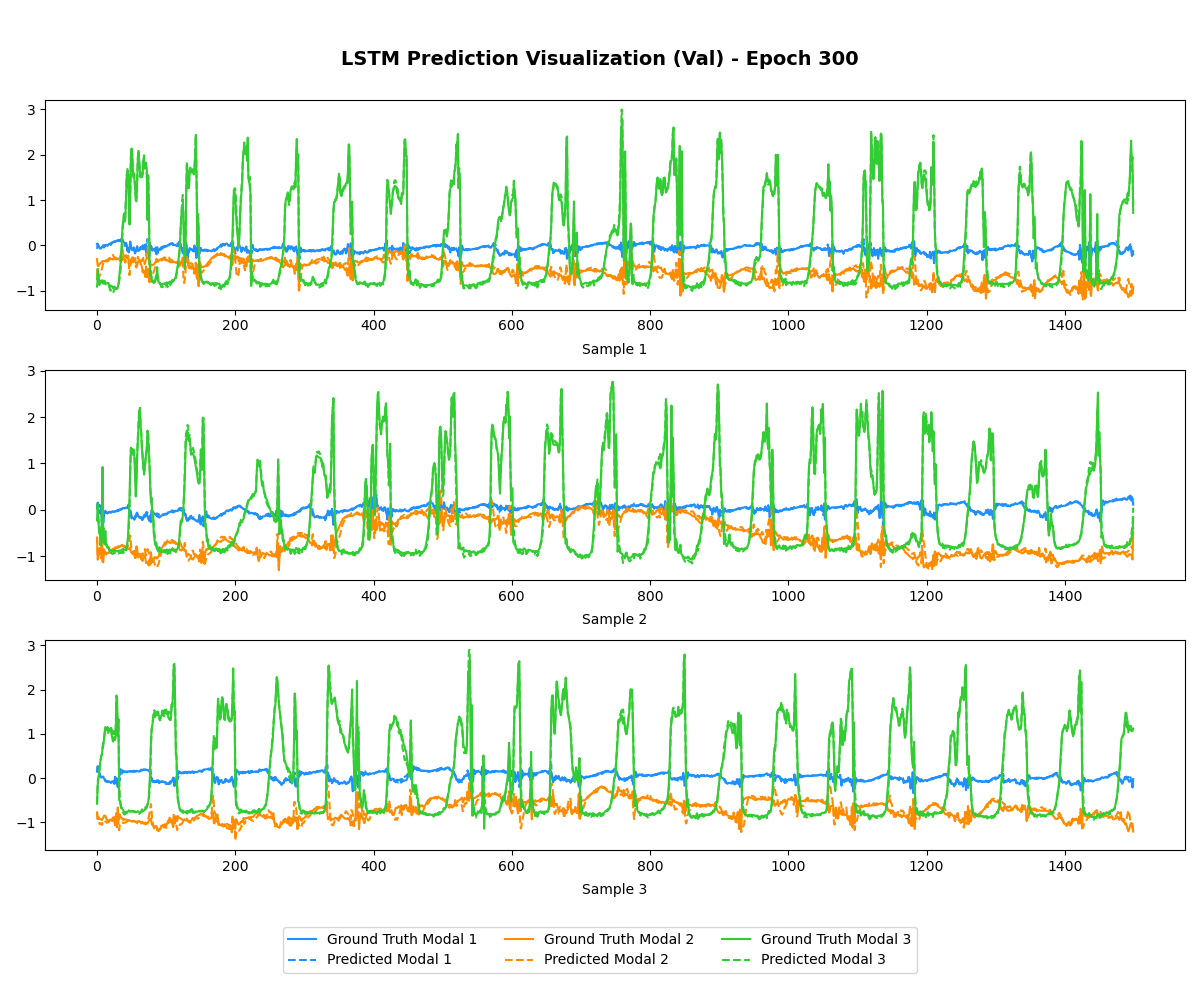 LSTM Prediction Visualization (Val) - Epoch 300
3
2
1
0
−1
0 200 400 600 800 1000 1200 1400
Sample 1
3
2
1
0
−1
0 200 400 600 800 1000 1200 1400
Sample 2
3
2
1
0
−1
0 200 400 600 800 1000 1200 1400
Sample 3
Ground Truth Modal 1 Ground Truth Modal 2 Ground Truth Modal 3
Predicted Modal 1 Predicted Modal 2 Predicted Modal 3